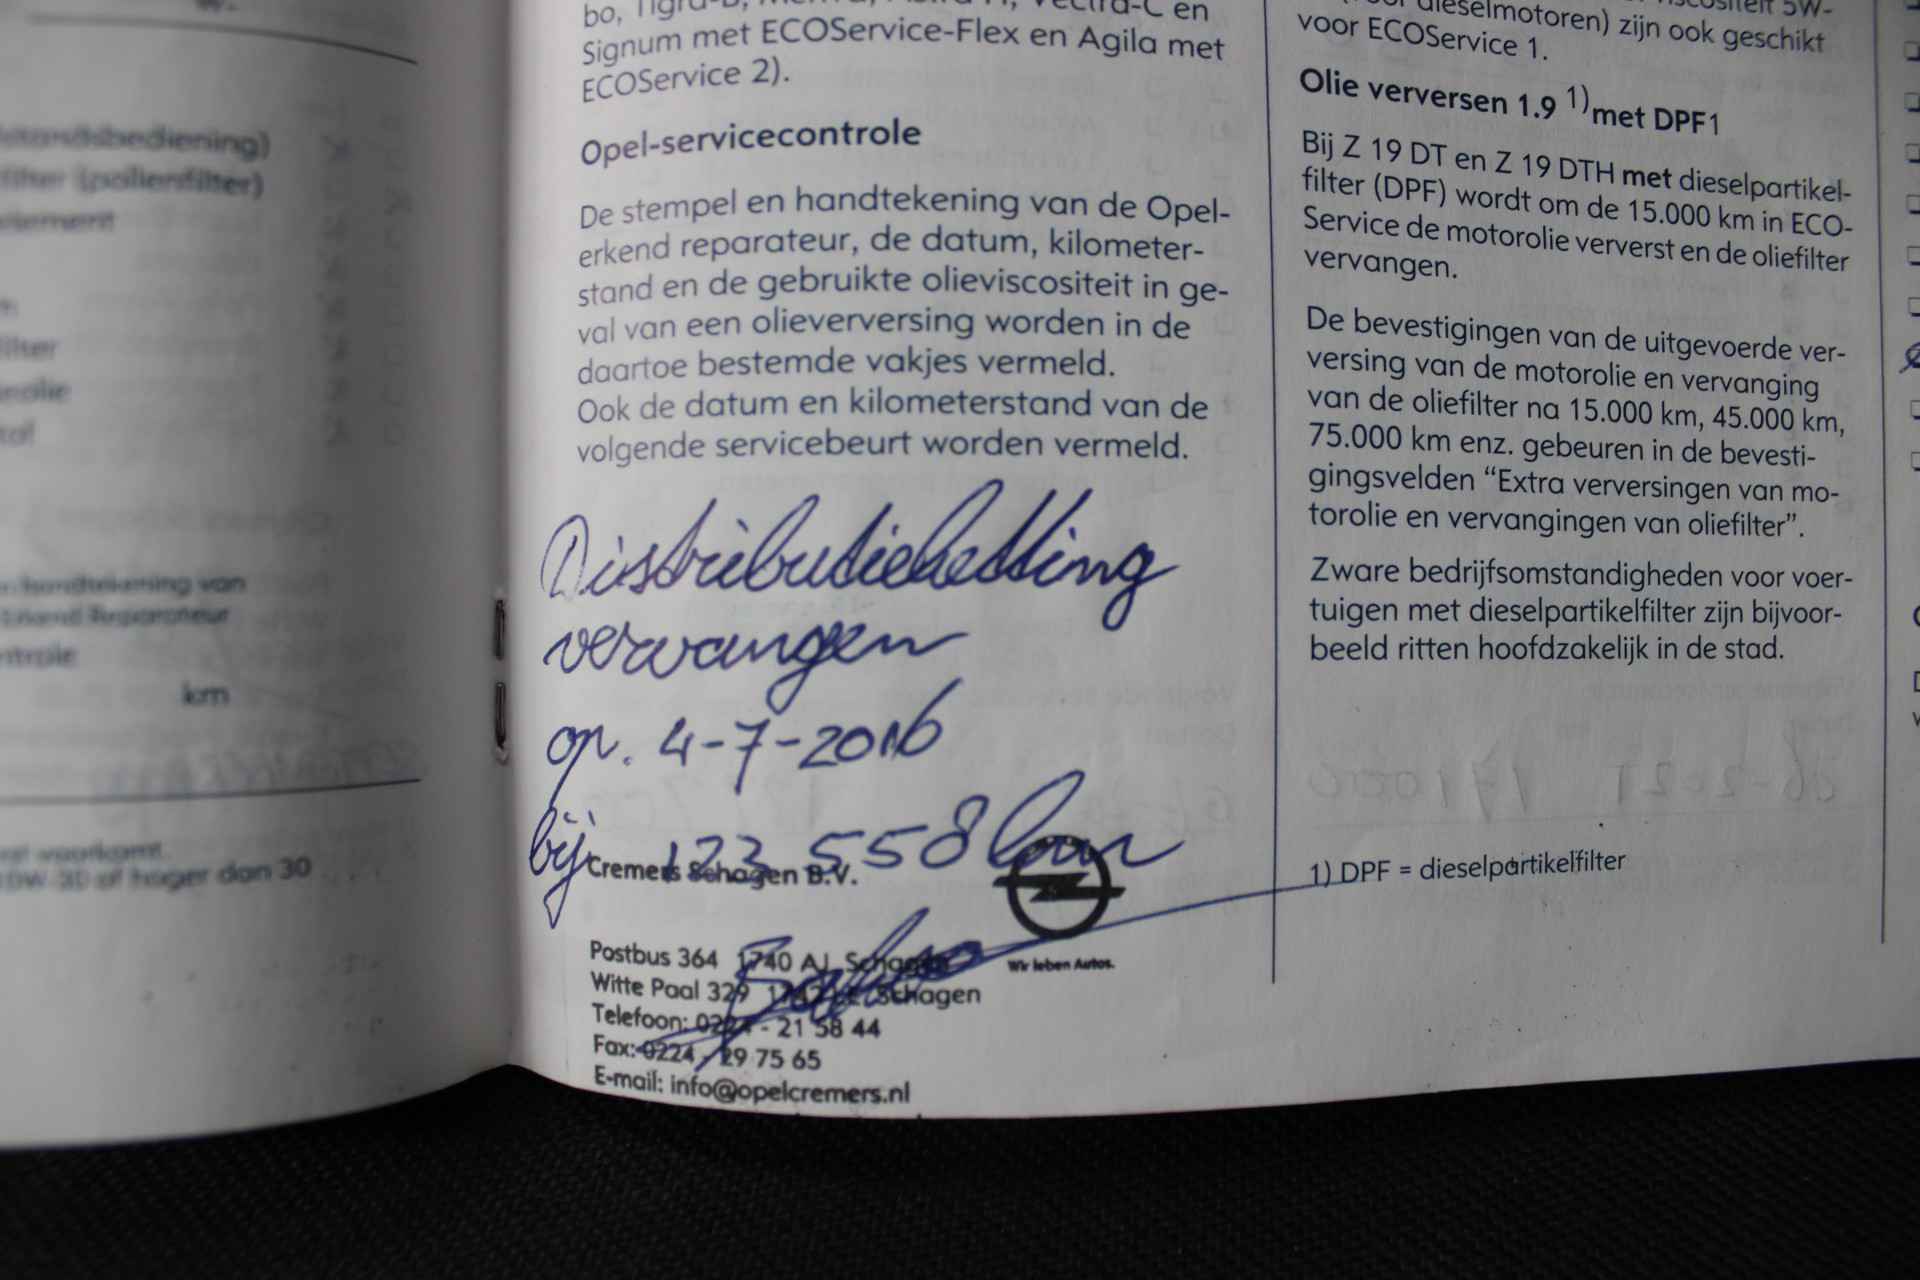 standsbediening)
filter (pollenfilter)
element
km
dan 30
Signum met ECOService-Flex en Agila met
ECOService 2).
Opel-servicecontrole
De stempel en handtekening van de Opel-
erkend reparateur, de datum, kilometer-
stand en de gebruikte olieviscositeit in ge-
val van een olieverversing worden in de
daartoe bestemde vakjes vermeld.
Ook de datum en kilometerstand van de
volgende servicebeurt worden vermeld.
Distributieketting
vervangen
op. 4-7-2016
bij 123 558 km
Cremers Schagen B.V.
Postbus 364 1740 AJ Schagen
Witte Paal 329 Schagen
Telefoon: 0224 - 21 58 44
Fax: 0224 - 29 75 65
E-mail: info@opelcremers.nl
Wir leben Autos.
dieselmotoren) zijn ook geschikt
voor ECOService 1.
Olie verversen 1.9 1) met DPF1
Bij Z 19 DT en Z 19 DTH met dieselpartikel-
filter (DPF) wordt om de 15.000 km in ECO-
Service de motorolie ververst en de oliefilter
vervangen.
De bevestigingen van de uitgevoerde ver-
versing van de motorolie en vervanging
van de oliefilter na 15.000 km, 45.000 km,
75.000 km enz. gebeuren in de bevesti-
gingsvelden “Extra verversingen van mo-
torolie en vervangingen van oliefilter”.
Zware bedrijfsomstandigheden voor voer-
tuigen met dieselpartikelfilter zijn bijvoor-
beeld ritten hoofdzakelijk in de stad.
1) DPF = dieselpartikelfilter